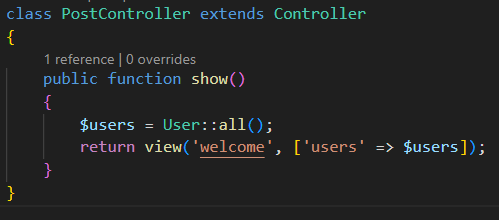 class PostController extends Controller
{
1 reference | 0 overrides
public function show()
{
$users = User::all();
return view('welcome', ['users' => $users]);
}
}